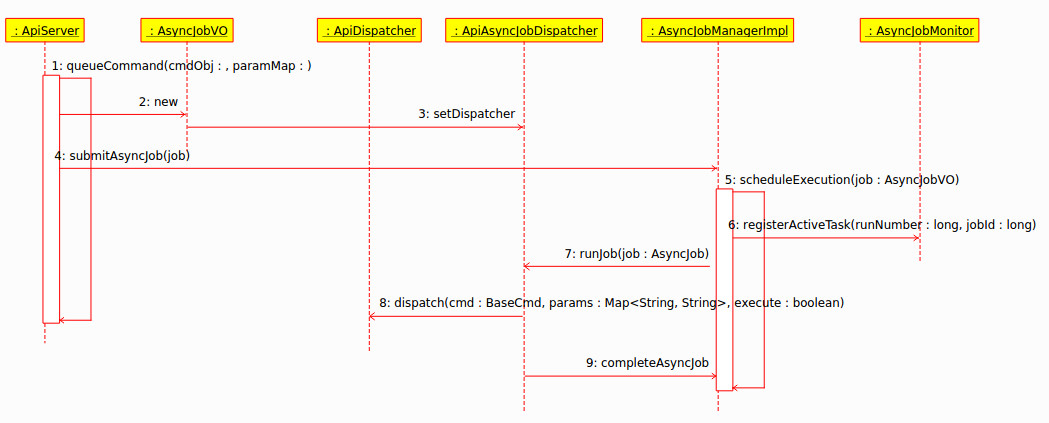 : ApiServer
: AsyncJobVO
: ApiDispatcher
: ApiAsyncJobDispatcher
: AsyncJobManagerImpl
: AsyncJobMonitor
1: queueCommand(cmdObj : , paramMap : )
2: new
3: setDispatcher
4: submitAsyncJob(job)
5: scheduleExecution(job : AsyncJobVO)
6: registerActiveTask(runNumber : long, jobId : long)
7: runJob(job : AsyncJob)
8: dispatch(cmd : BaseCmd, params : Map<String, String>, execute : boolean)
9: completeAsyncJob